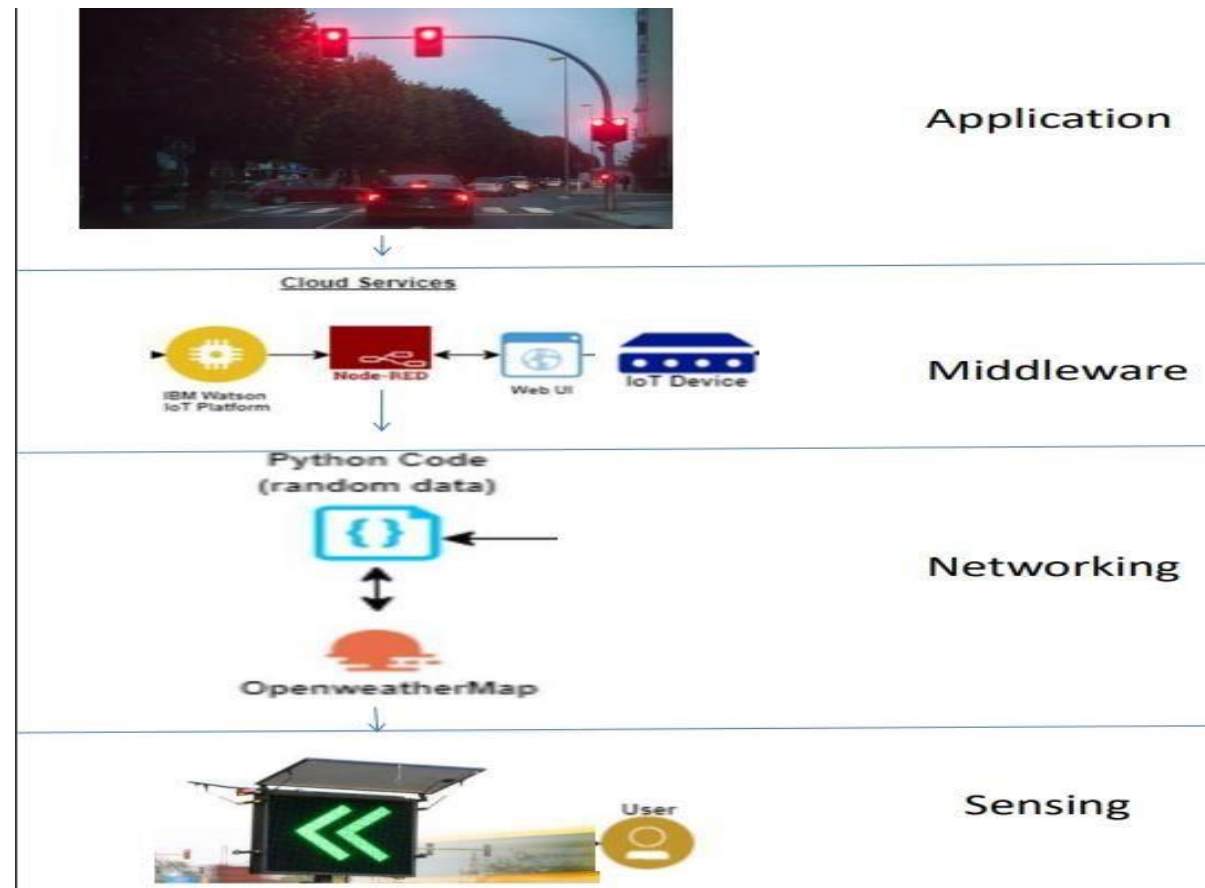 Application
Cloud Services
IBM Watson
IoT Platform
Node-RED
Web UI
IoT Device
Middleware
Python Code
(random data)
{}
Networking
OpenweatherMap
User
Sensing